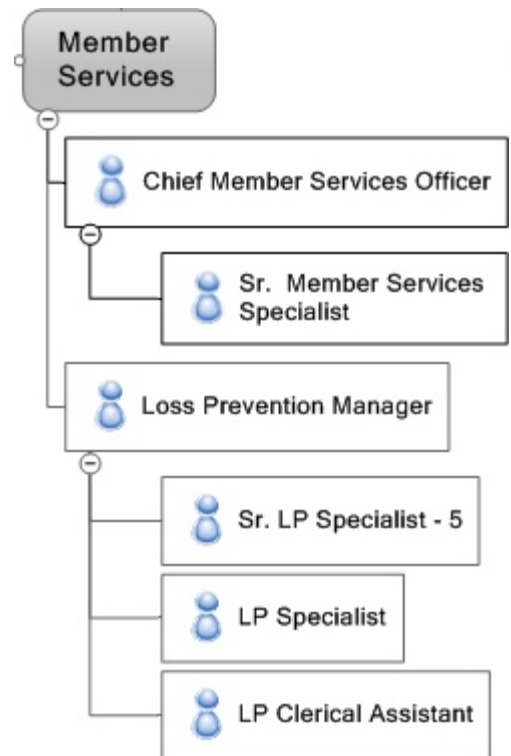 Member
Services
Chief Member Services Officer
Sr. Member Services
Specialist
Loss Prevention Manager
Sr. LP Specialist - 5
LP Specialist
LP Clerical Assistant